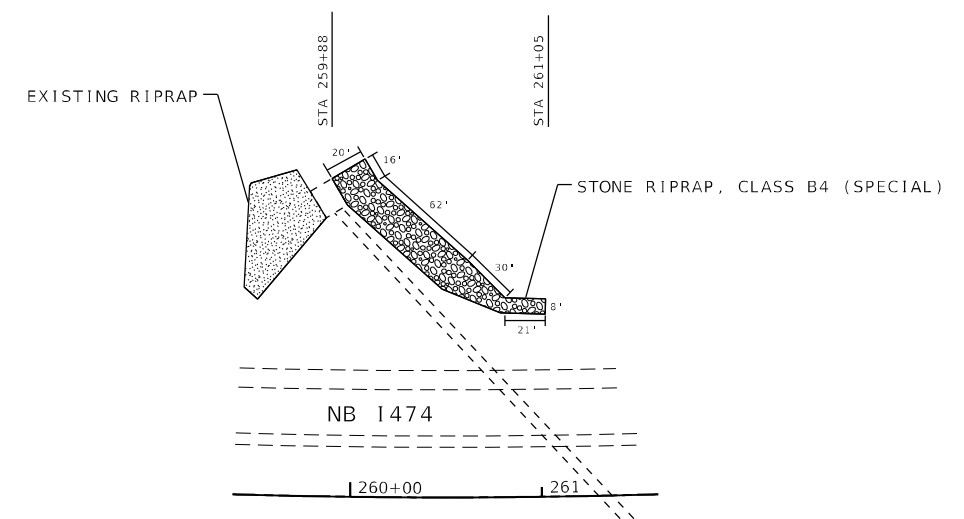 STA 259+88
STA 261+05
EXISTING RIPRAP
20'
16'
STONE RIPRAP, CLASS B4 (SPECIAL)
62'
30'
8'
21'
NB I474
260+00
261